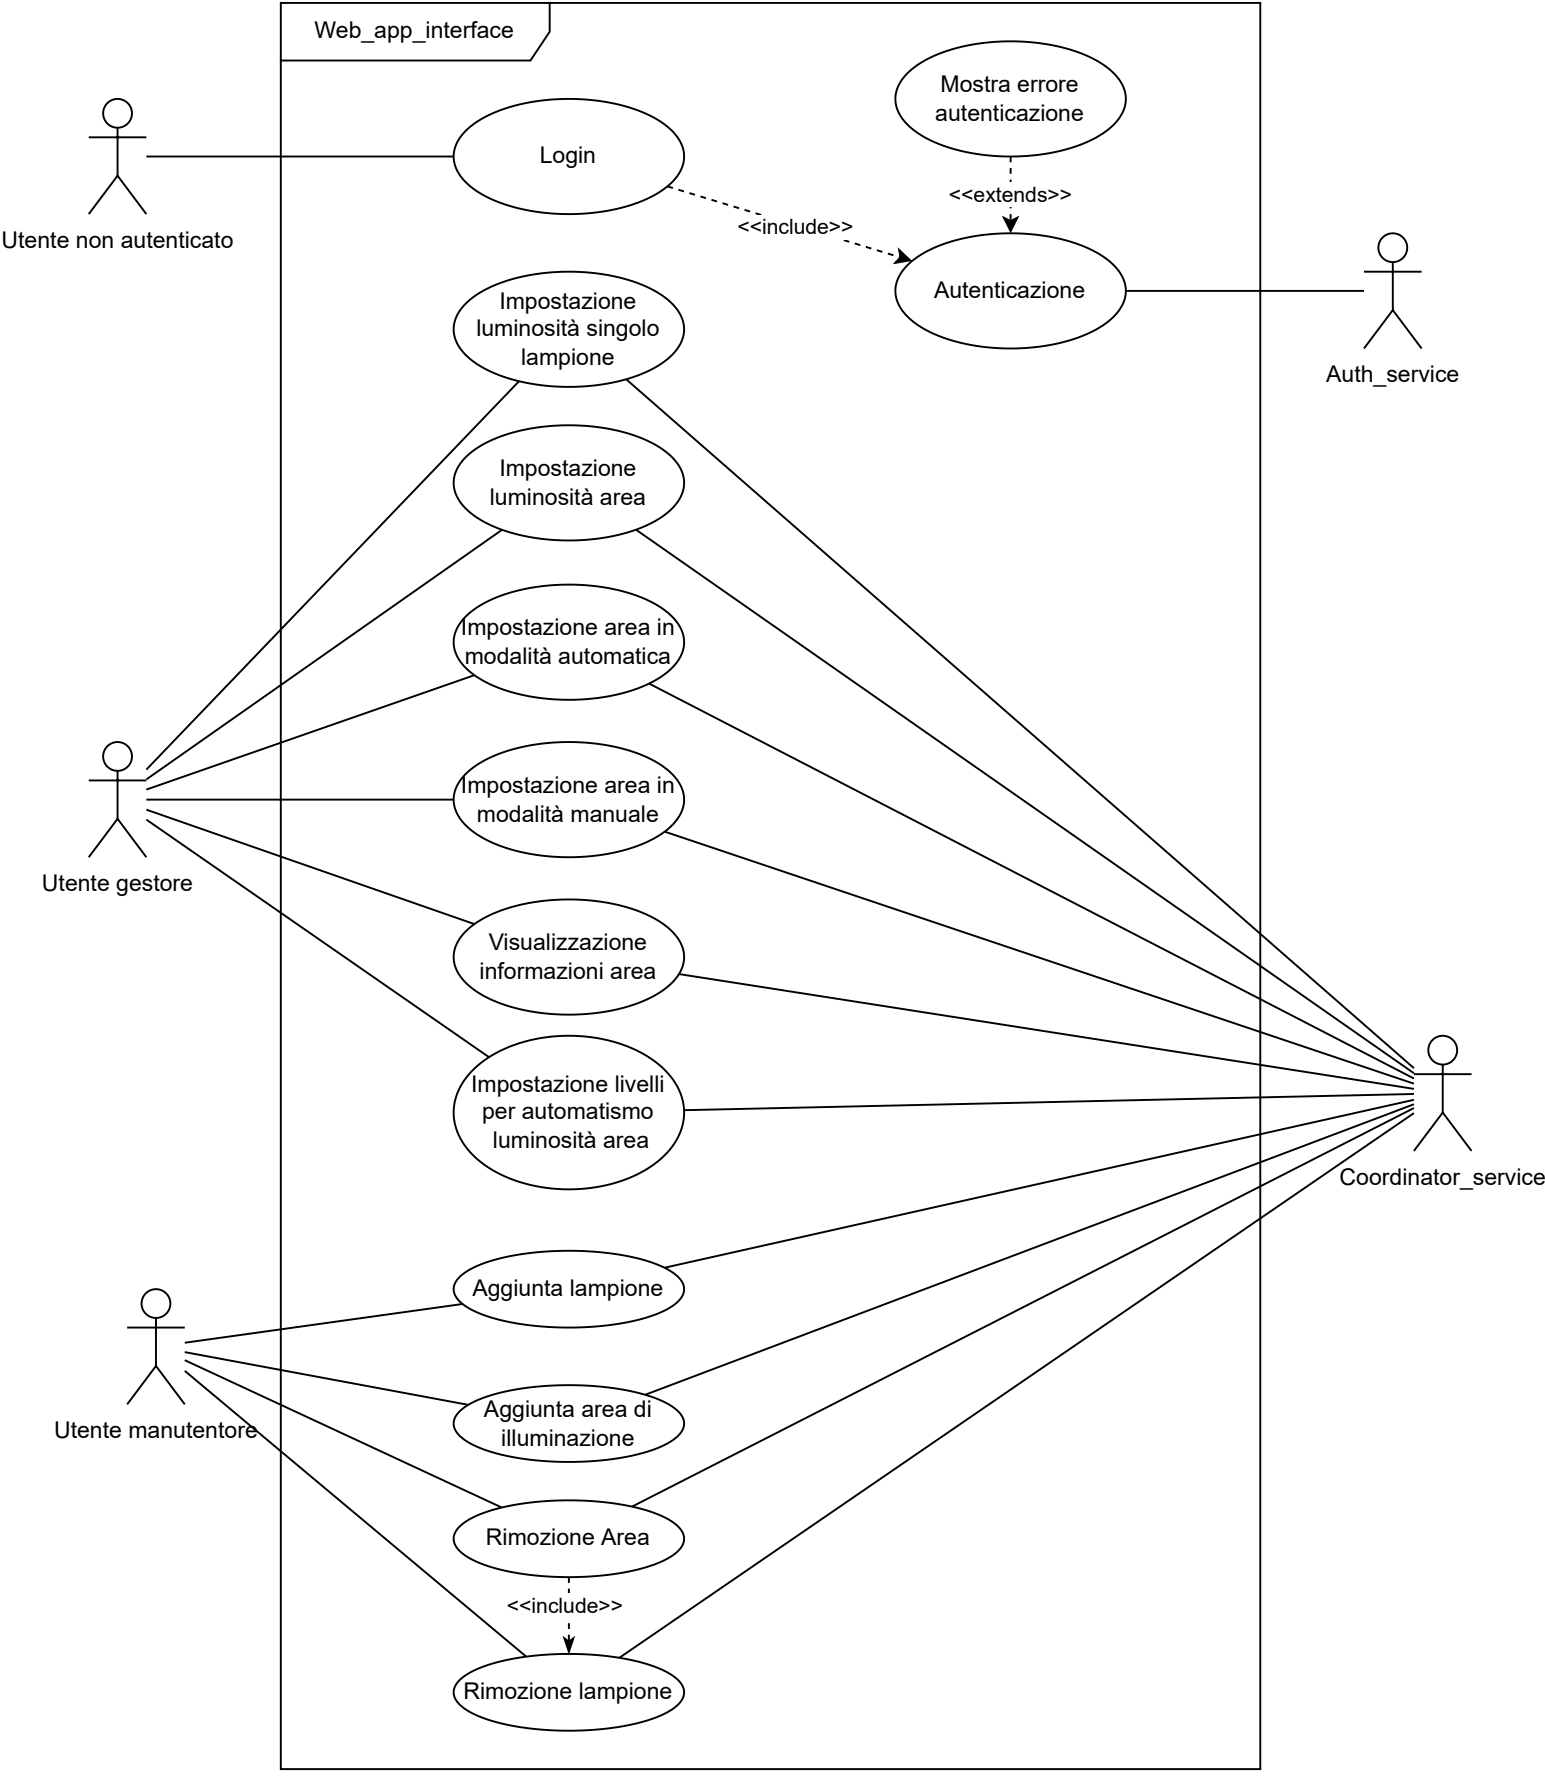 Web_app_interface
Mostra errore
autenticazione
Login
<<extends>>
<<include>>
Utente non autenticato
Autenticazione
Auth_service
Impostazione
luminosità singolo
lampione
Impostazione
luminosità area
Impostazione area in
modalità automatica
Impostazione area in
modalità manuale
Utente gestore
Visualizzazione
informazioni area
Impostazione livelli
per automatismo
luminosità area
Coordinator_service
Aggiunta lampione
Utente manutentore
Aggiunta area di
illuminazione
Rimozione Area
<<include>>
Rimozione lampione